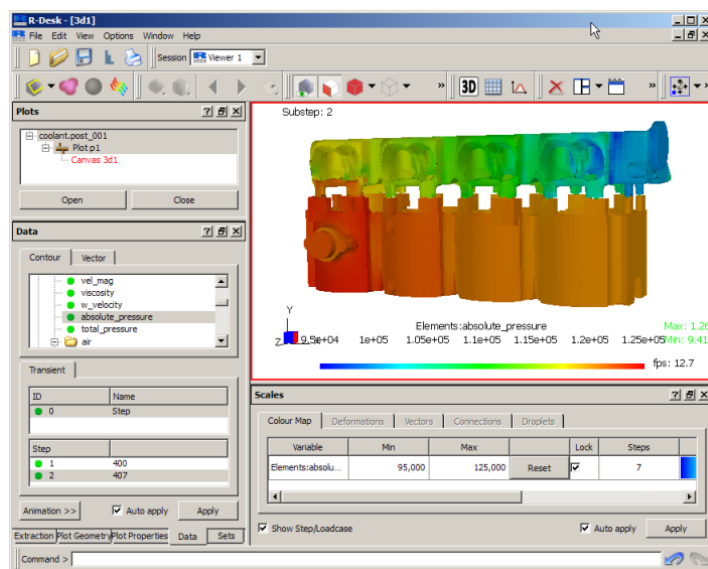 R-Desk - [3d1]
File Edit View Options Window Help
Session Viewer 1
3D
Plots
coolant.post_001
Plot p1
Canvas 3d1
Open Close
Data
Contour Vector
vel_mag
viscosity
w_velocity
absolute_pressure
total_pressure
air
Transient
ID Name
0 Step
Step
1 400
2 407
Animation >> Auto apply Apply
Extraction Plot Geometry Plot Properties Data Sets
Command >
Substep: 2
Y
Z
Elements:absolute_pressure
Max: 1.26
9.5e+04 1e+05 1.05e+05 1.1e+05 1.15e+05 1.2e+05 1.25e+05 Min: 9.41
fps: 12.7
Scales
Colour Map Deformations Vectors Connections Droplets
Variable Min Max Lock Steps
Elements:absolu... 95,000 125,000 Reset 7
Show Step/Loadcase Auto apply Apply